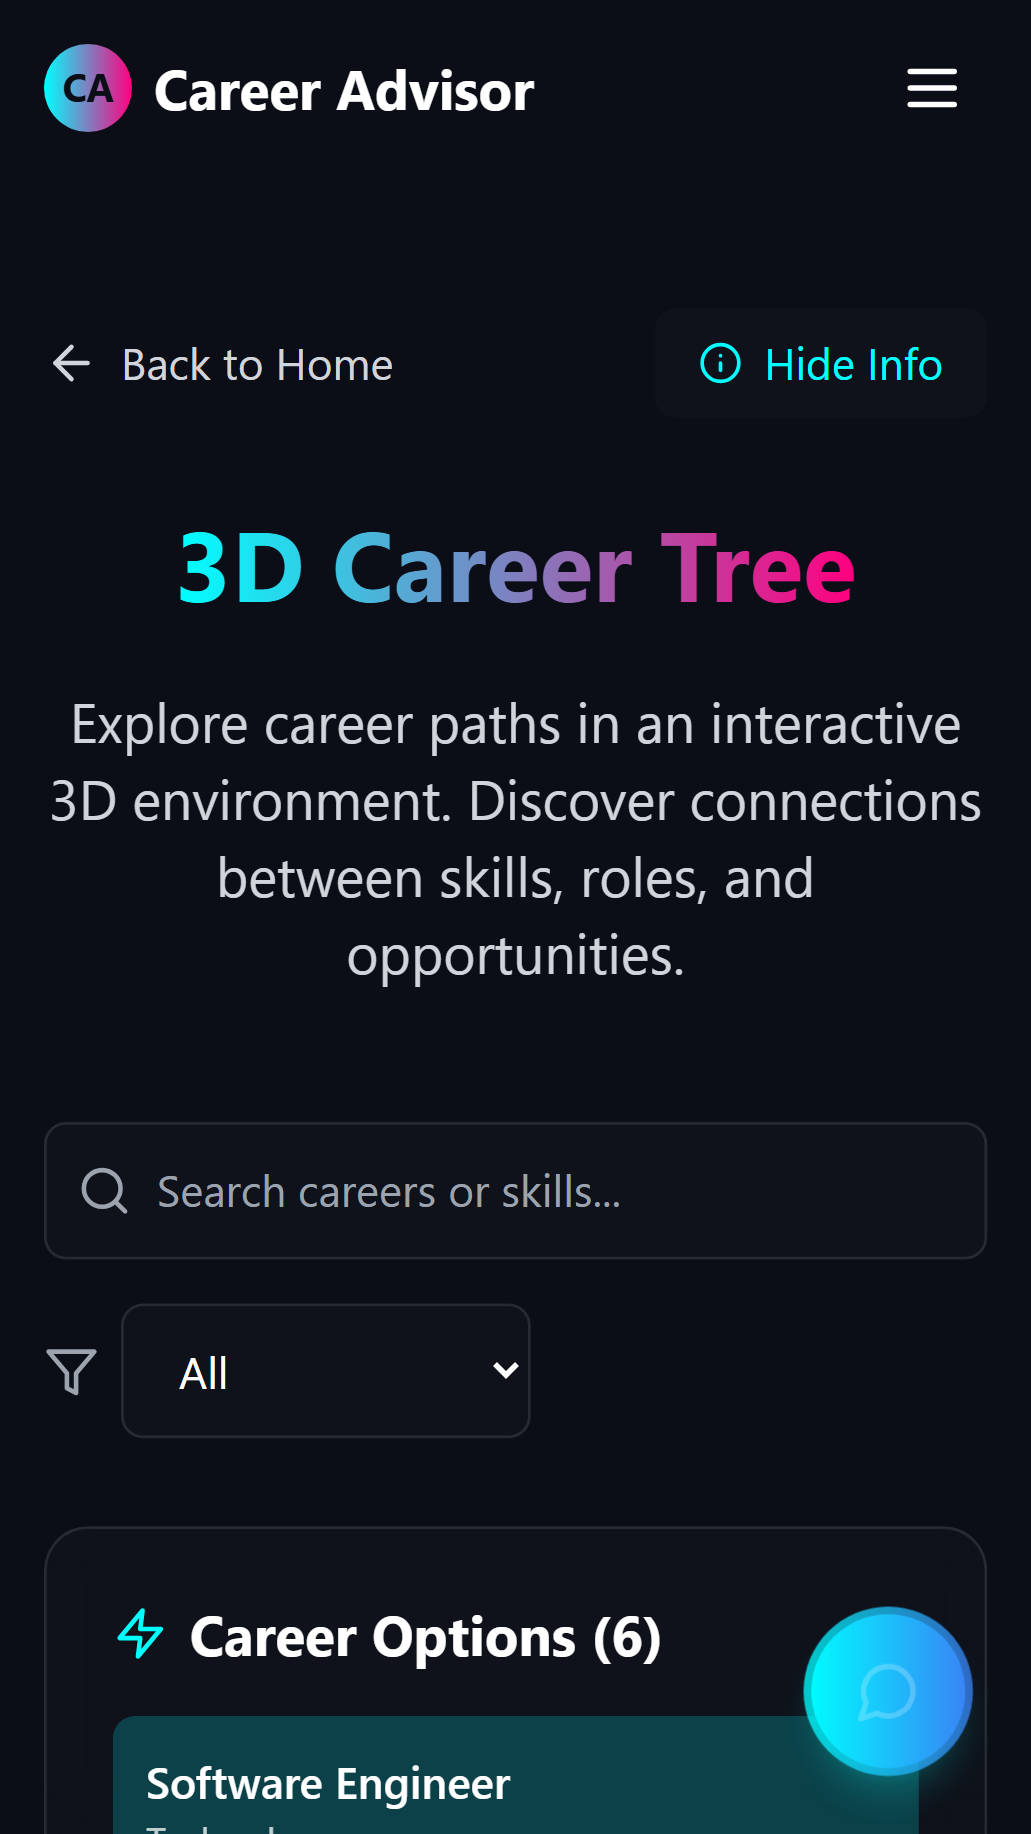 CA Career Advisor
Back to Home
Hide Info
3D Career Tree
Explore career paths in an interactive
3D environment. Discover connections
between skills, roles, and
opportunities.
Search careers or skills...
All
Career Options (6)
Software Engineer